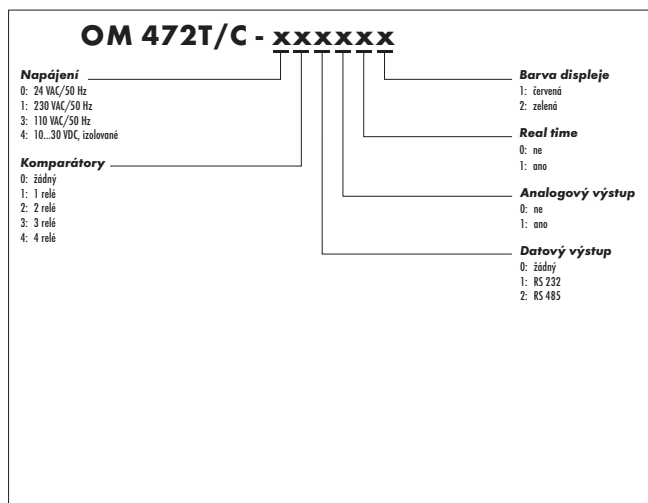 OM 472T/C - xxxxxx
Napájení
0: 24 VAC/50 Hz
1: 230 VAC/50 Hz
3: 110 VAC/50 Hz
4: 10...30 VDC, izolované
Komparátory
0: žádný
1: 1 relé
2: 2 relé
3: 3 relé
4: 4 relé
Barva displeje
1: červená
2: zelená
Real time
0: ne
1: ano
Analogový výstup
0: ne
1: ano
Datový výstup
0: žádný
1: RS 232
2: RS 485